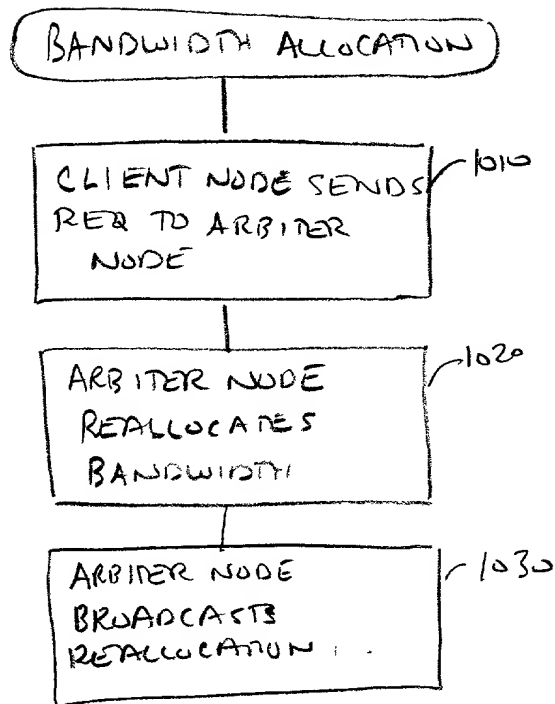 BANDWIDTH ALLOCATION
1010
CLIENT NODE SENDS
REQ TO ARBITER
NODE
1020
ARBITER NODE
REALLOCATES
BANDWIDTH
1030
ARBITER NODE
BROADCASTS
REALLOCATION